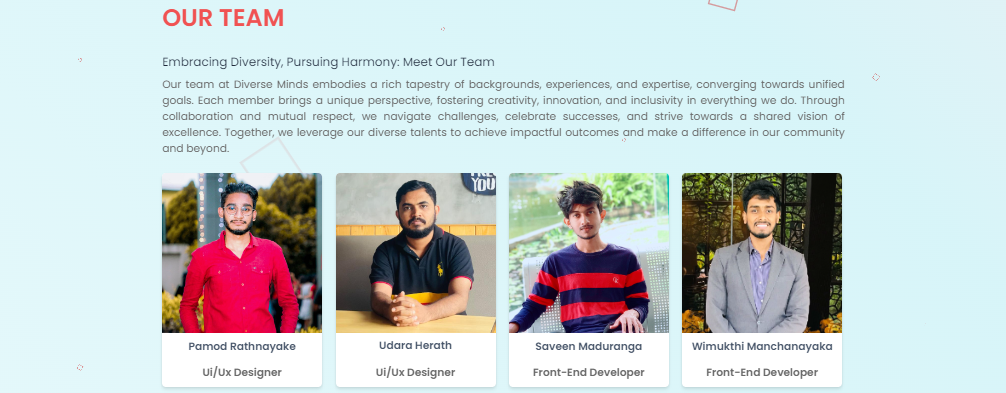 OUR TEAM
Embracing Diversity, Pursuing Harmony: Meet Our Team
Our team at Diverse Minds embodies a rich tapestry of backgrounds, experiences, and expertise, converging towards unified
goals. Each member brings a unique perspective, fostering creativity, innovation, and inclusivity in everything we do. Through
collaboration and mutual respect, we navigate challenges, celebrate successes, and strive towards a shared vision of
excellence. Together, we leverage our diverse talents to achieve impactful outcomes and make a difference in our community
and beyond.
YOU
Pamod Rathnayake
Udara Herath
Saveen Maduranga
Wimukthi Manchanayaka
Ui/Ux Designer
Ui/Ux Designer
Front-End Developer
Front-End Developer